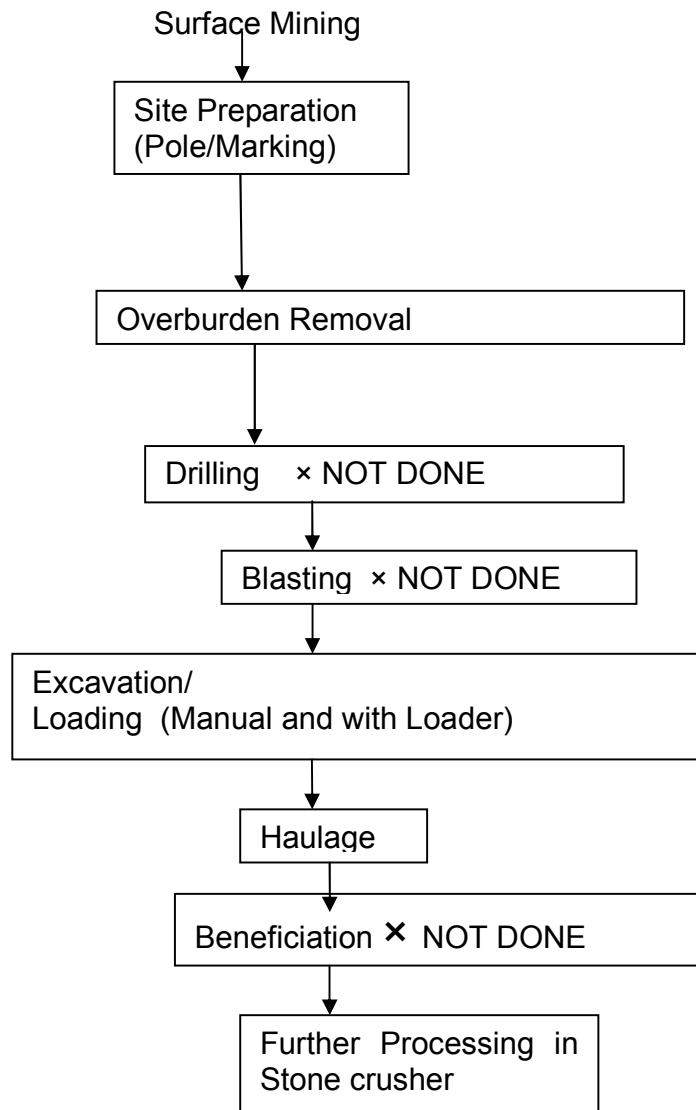 Surface Mining
Site Preparation
(Pole/Marking)
Overburden Removal
Drilling × NOT DONE
Blasting × NOT DONE
Excavation/
Loading (Manual and with Loader)
Haulage
Beneficiation × NOT DONE
Further Processing in
Stone crusher